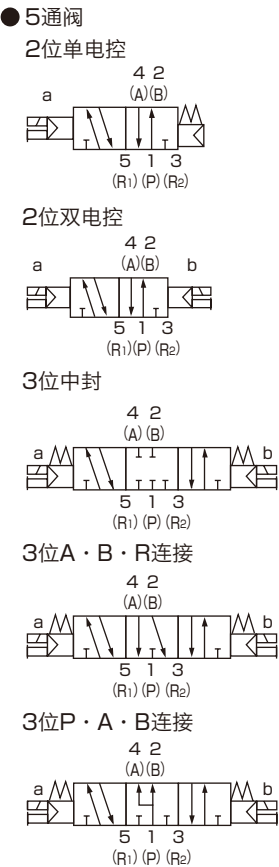 ● 5通阀
2位单电控
4 2
a (A)(B)
5 1 3
(R1)(P)(R2)
2位双电控
4 2
a (A)(B) b
5 1 3
(R1)(P)(R2)
3位中封
4 2
a (A)(B) b
5 1 3
(R1)(P)(R2)
3位A・B・R连接
4 2
a (A)(B) b
5 1 3
(R1)(P)(R2)
3位P・A・B连接
4 2
a (A)(B) b
5 1 3
(R1)(P)(R2)